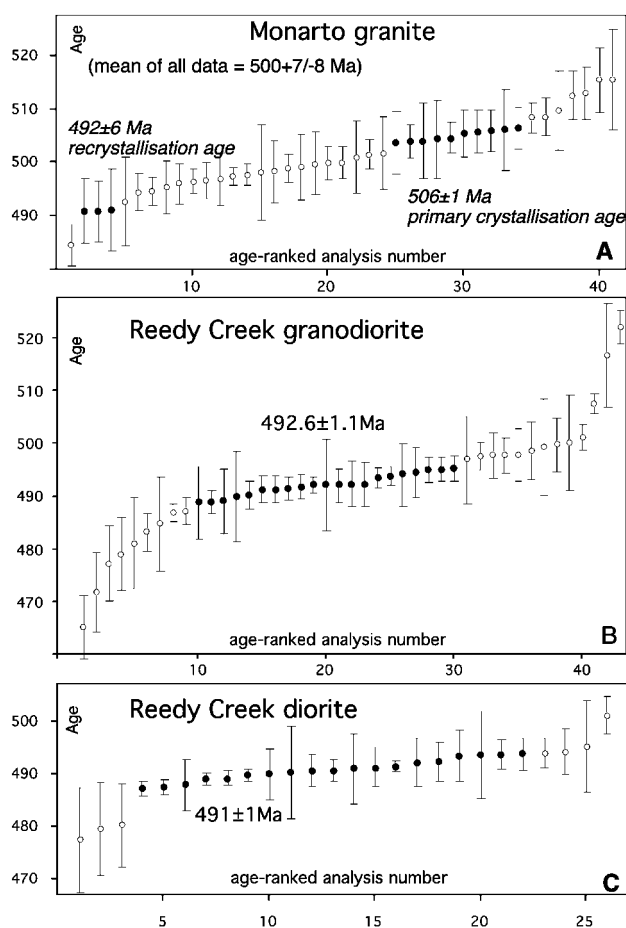 Monarto granite
Age
520
(mean of all data = 500+7/-8 Ma)
510
492±6 Ma
recrystallisation age
500
490
506±1 Ma
primary crystallisation age
age-ranked analysis number
A
10 20 30 40
Reedy Creek granodiorite
Age
520
510
492.6±1.1Ma
500
490
480
470
age-ranked analysis number
B
10 20 30 40
Reedy Creek diorite
Age
500
490
491±1Ma
480
470
age-ranked analysis number
C
5 10 15 20 25